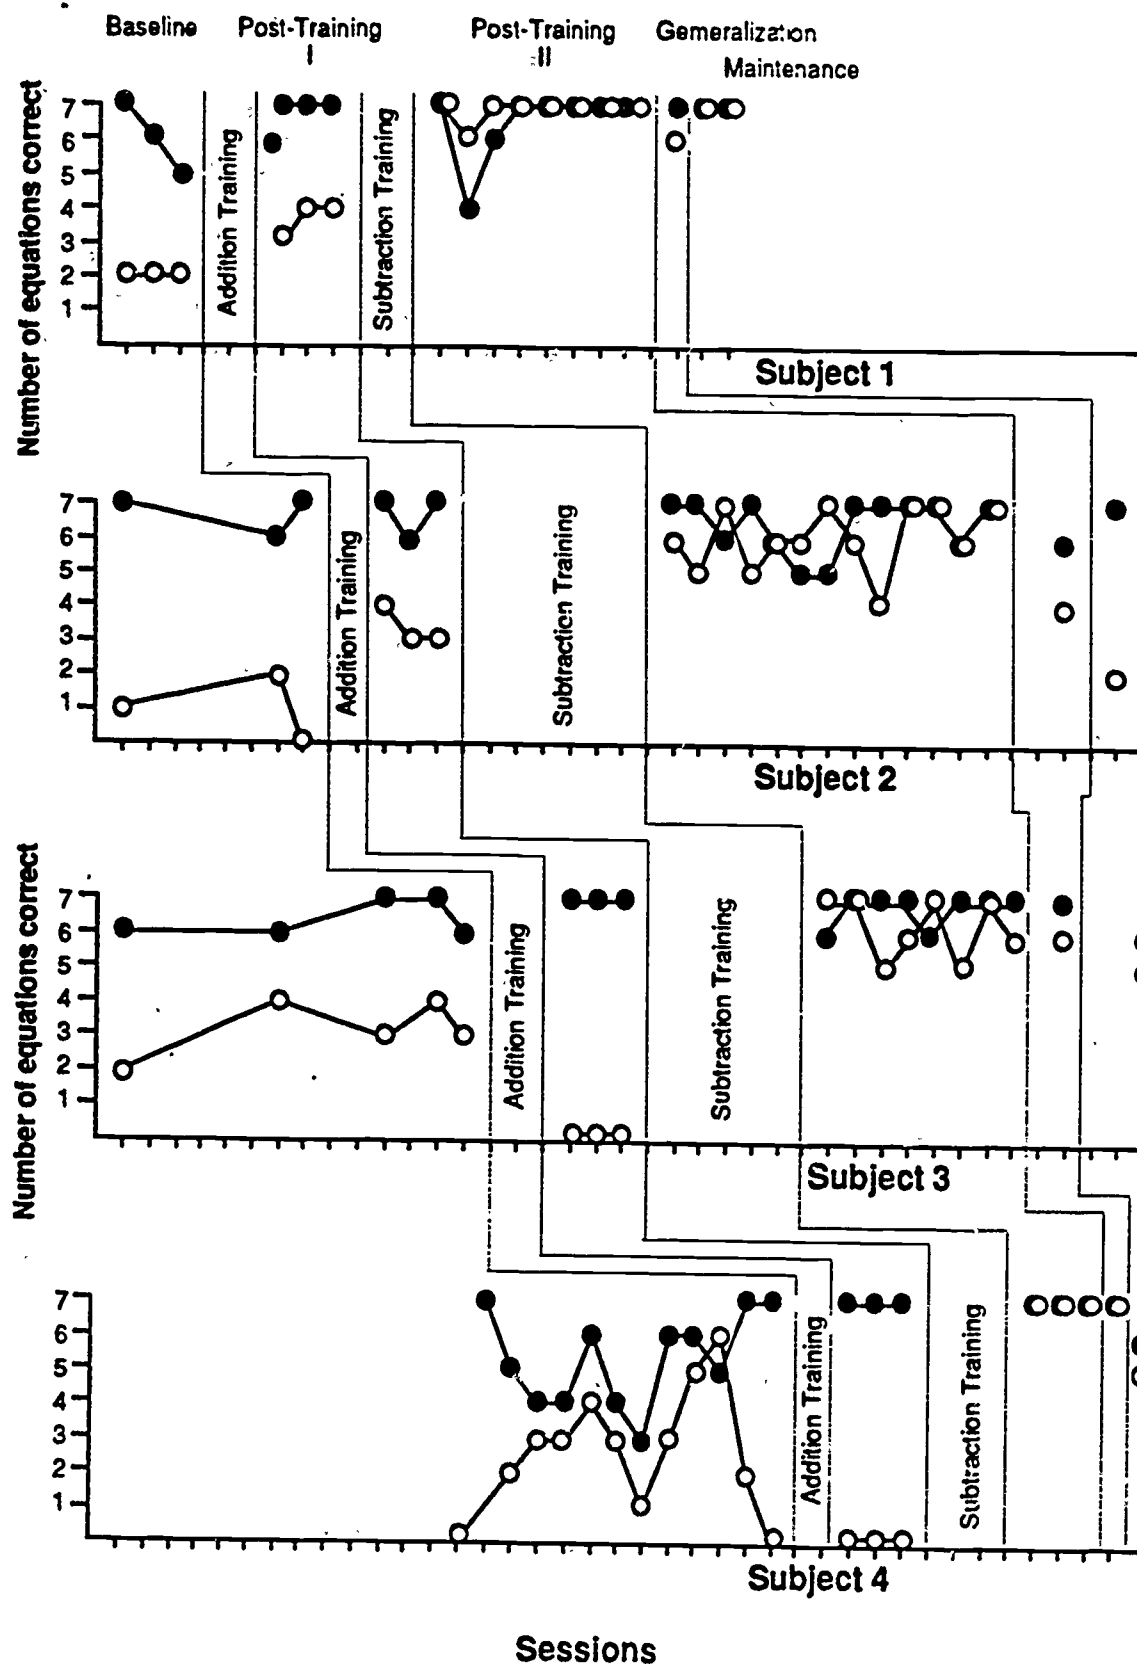 Baseline
Post-Training
I
Post-Training
II
Gemeralization
Maintenance
Number of equations correct
7
6
5
4
3
2
1
Addition Training
Subtraction Training
Subject 1
7
6
5
4
3
2
1
Addition Training
Subtraction Training
Subject 2
Number of equations correct
7
6
5
4
3
2
1
Addition Training
Subtraction Training
Subject 3
7
6
5
4
3
2
1
Addition Training
Subtraction Training
Subject 4
Sessions